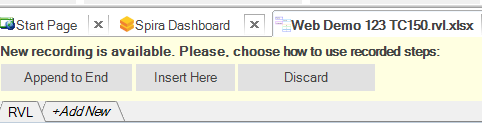 Start Page Spira Dashboard Web Demo 123 TC150.rvl.xlsx
New recording is available. Please, choose how to use recorded steps:
Append to End Insert Here Discard
RVL +Add New